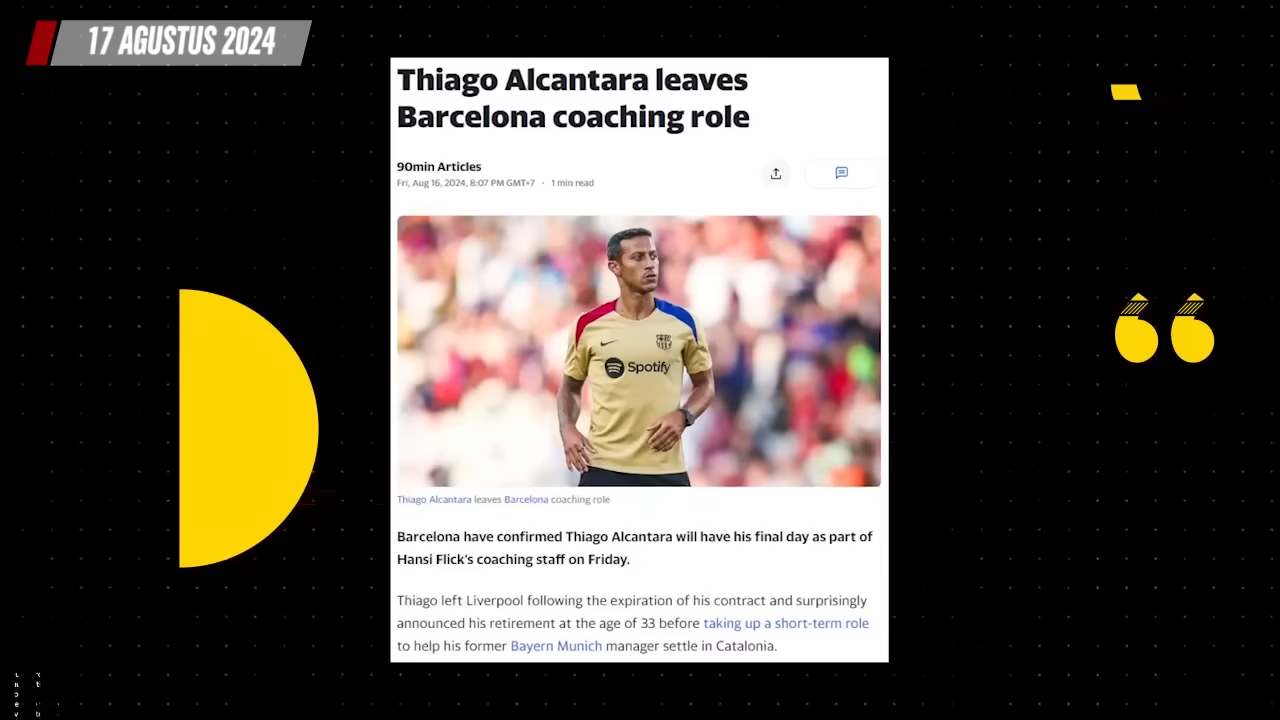 17 AGUSTUS 2024
Thiago Alcantara leaves
Barcelona coaching role
90min Articles
Fri, Aug 16, 2024, 8:07 PM GMT+7 · 1 min read
Spotify
Thiago Alcantara leaves Barcelona coaching role
Barcelona have confirmed Thiago Alcantara will have his final day as part of
Hansi Flick's coaching staff on Friday.
Thiago left Liverpool following the expiration of his contract and surprisingly
announced his retirement at the age of 33 before taking up a short-term role
to help his former Bayern Munich manager settle in Catalonia.